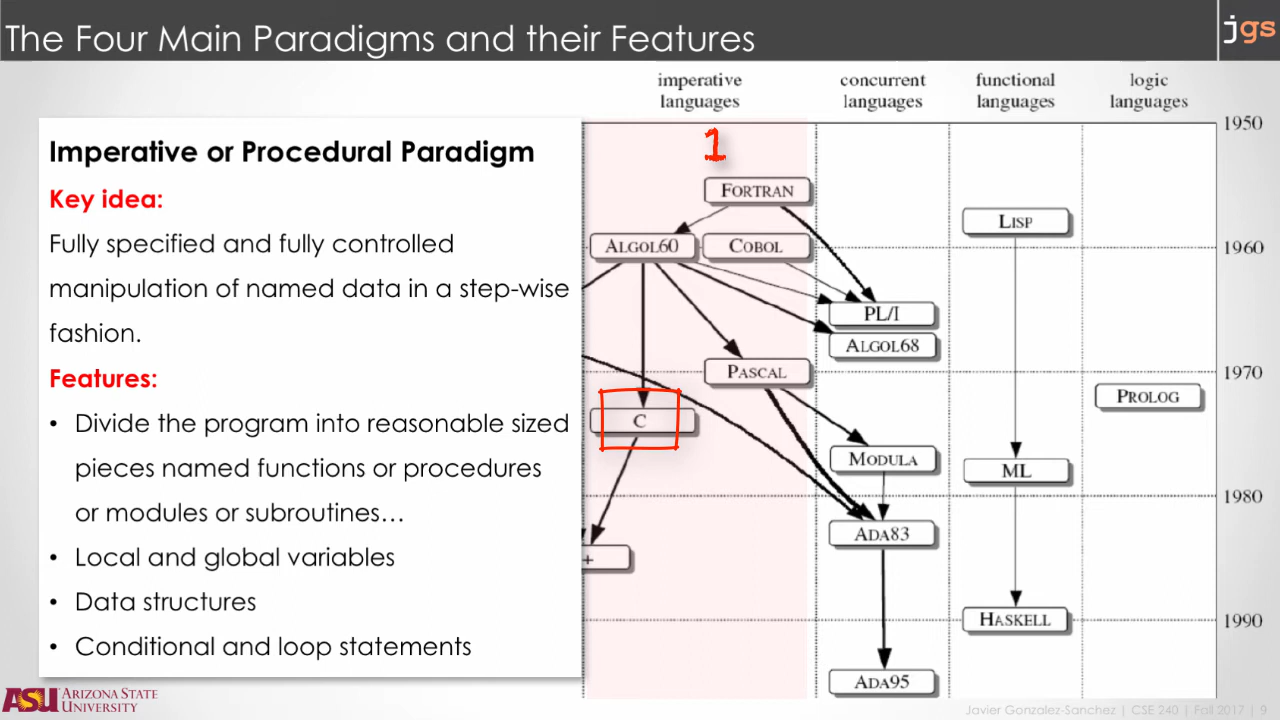 The Four Main Paradigms and their Features
jgs
imperative
languages
concurrent
languages
functional
languages
logic
languages
Imperative or Procedural Paradigm
Key idea:
Fully specified and fully controlled
manipulation of named data in a step-wise
fashion.
Features:
• Divide the program into reasonable sized
pieces named functions or procedures
or modules or subroutines…
• Local and global variables
• Data structures
• Conditional and loop statements
1
1950
FORTRAN
LISP
ALGOL60
COBOL
1960
PL/I
ALGOL68
PASCAL
1970
PROLOG
C
MODULA
ML
1980
ADA83
+
HASKELL
1990
ADA95
ASU ARIZONA STATE
UNIVERSITY
Javier Gonzalez-Sanchez | CSE 240 | Fall 2017 | 9